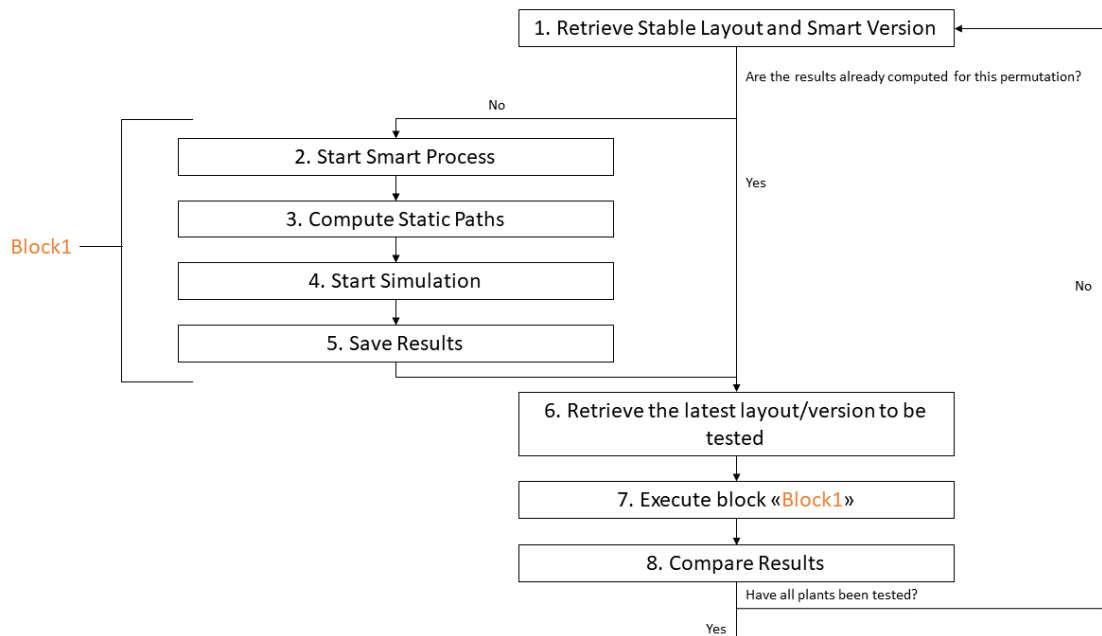 1. Retrieve Stable Layout and Smart Version
Are the results already computed for this permutation?
No
2. Start Smart Process
Yes
3. Compute Static Paths
Block1
4. Start Simulation
No
5. Save Results
6. Retrieve the latest layout/version to be
tested
7. Execute block «Block1»
8. Compare Results
Have all plants been tested?
Yes